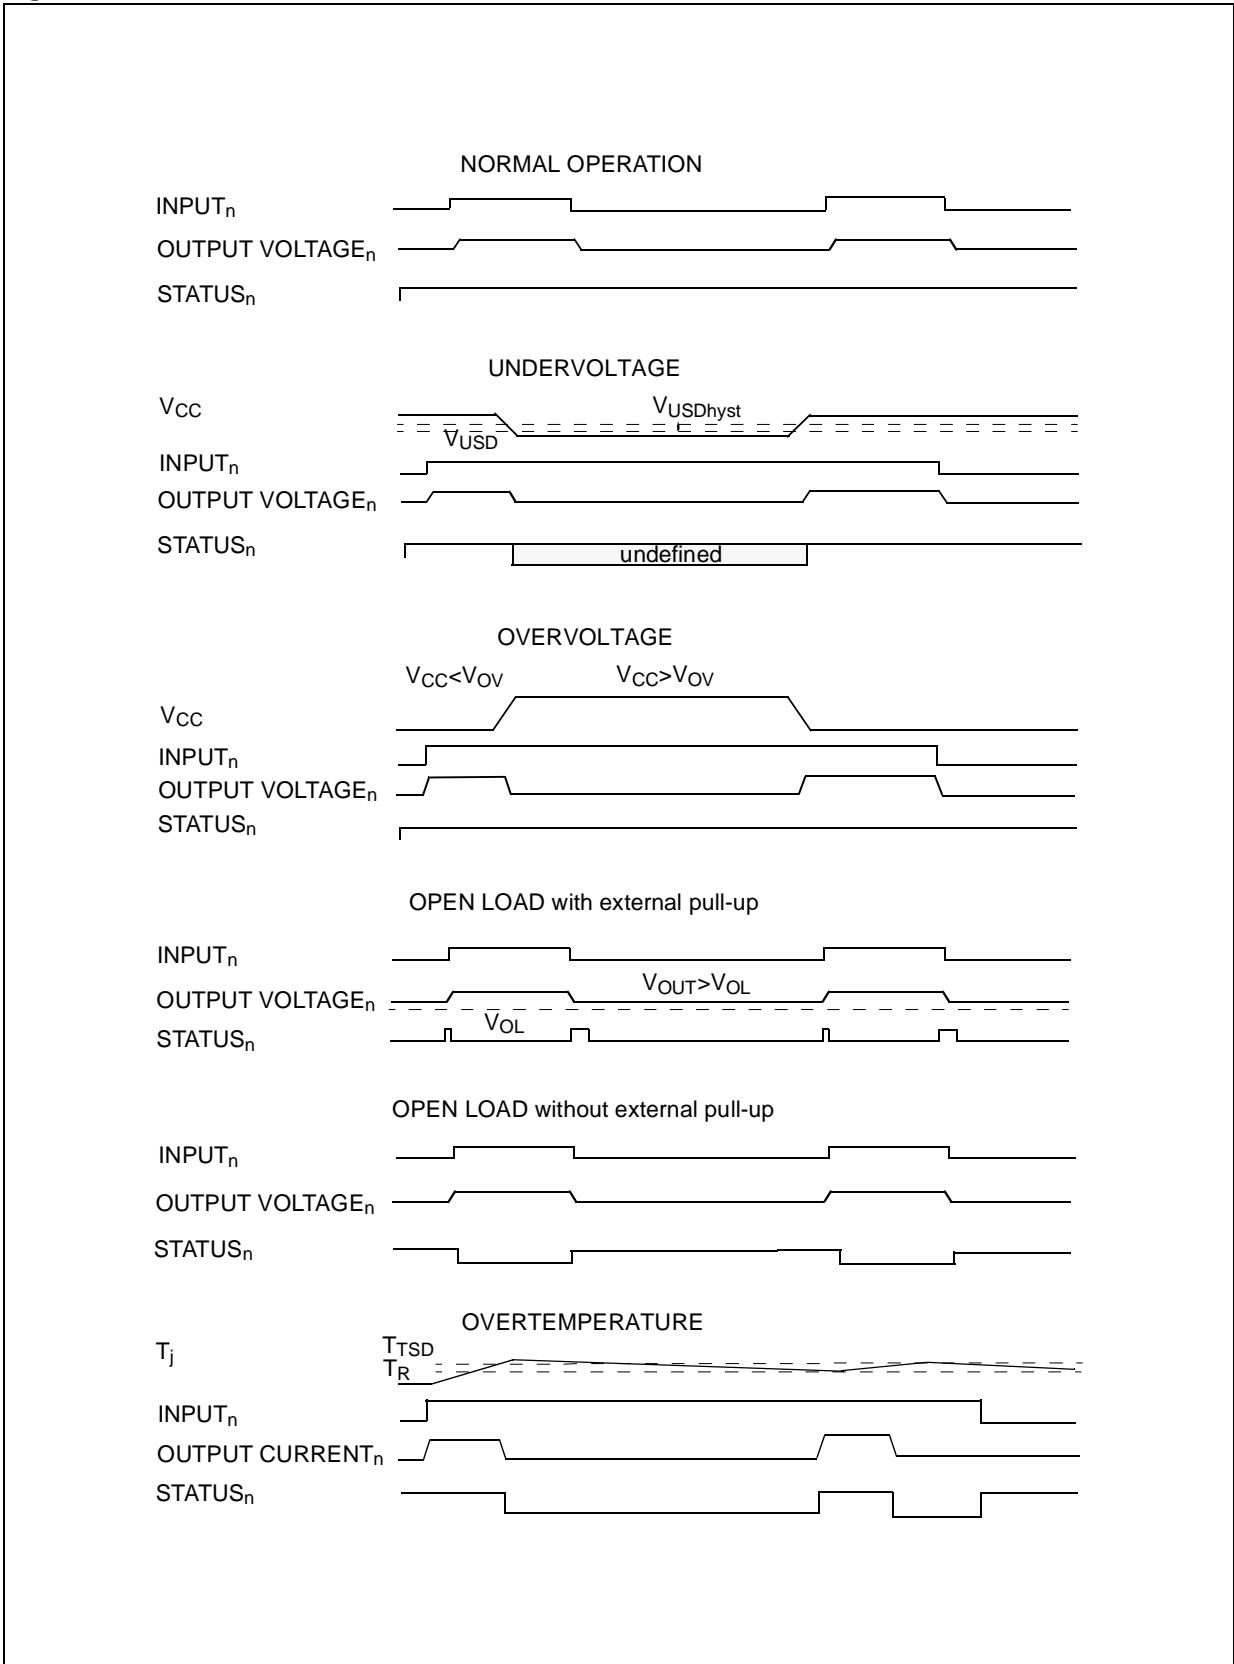 NORMAL OPERATION
INPUTn
OUTPUT VOLTAGEn
STATUSn
UNDERVOLTAGE
VCC
VUSDhyst
VUSD
INPUTn
OUTPUT VOLTAGEn
STATUSn
undefined
OVERVOLTAGE
VCC<VOV VCC>VOV
VCC
INPUTn
OUTPUT VOLTAGEn
STATUSn
OPEN LOAD with external pull-up
INPUTn
VOUT>VOL
OUTPUT VOLTAGEn
VOL
STATUSn
OPEN LOAD without external pull-up
INPUTn
OUTPUT VOLTAGEn
STATUSn
OVERTEMPERATURE
Tj
TTSD
TR
INPUTn
OUTPUT CURRENTn
STATUSn